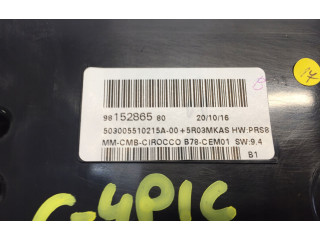 98152865 80 20/10/16
503005510215A-00+5R03MKAS HW:PRS8
MM-CMB-CIROCCO B78-CEM01 SW:9.4
B1
C-4PIC